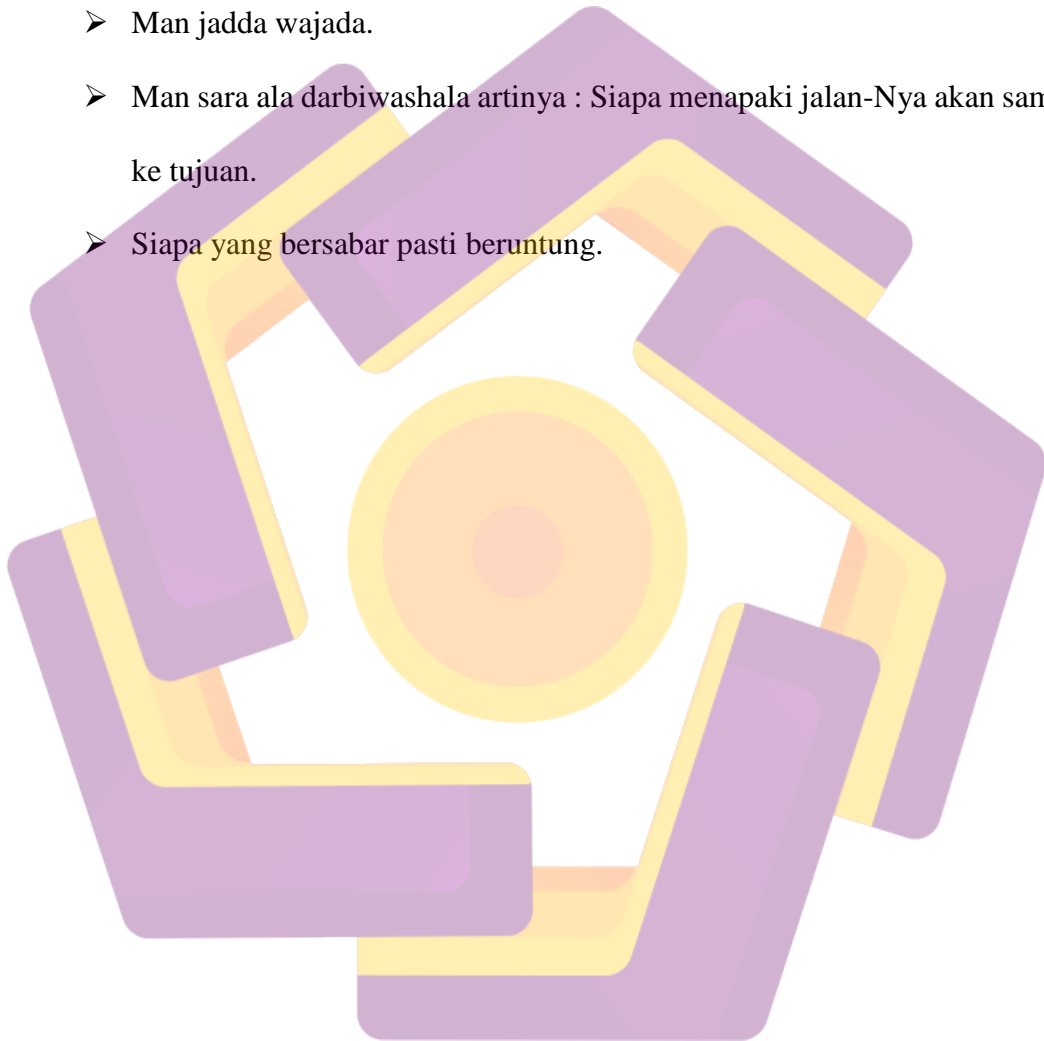 ➢ Man jadda wajada.
➢ Man sara ala darbiwashala artinya : Siapa menapaki jalan-Nya akan
ke tujuan.
➢ Siapa yang bersabar pasti beruntung.